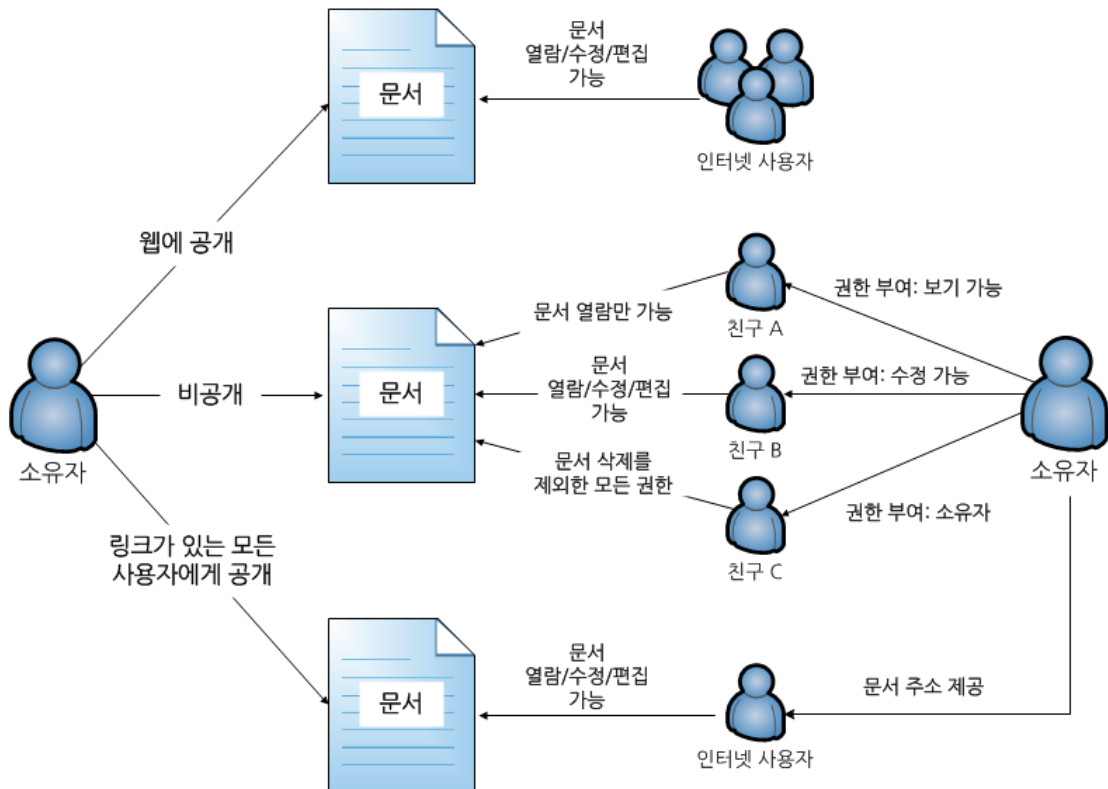 문서
열람/수정/편집
가능
문서
인터넷 사용자
웹에 공개
권한 부여: 보기 가능
문서 열람만 가능
친구 A
문서
열람/수정/편집
가능
권한 부여: 수정 가능
비공개
문서
친구 B
소유자
소유자
문서 삭제를
제외한 모든 권한
권한 부여: 소유자
친구 C
링크가 있는 모든
사용자에게 공개
문서
열람/수정/편집
가능
문서
문서 주소 제공
인터넷 사용자